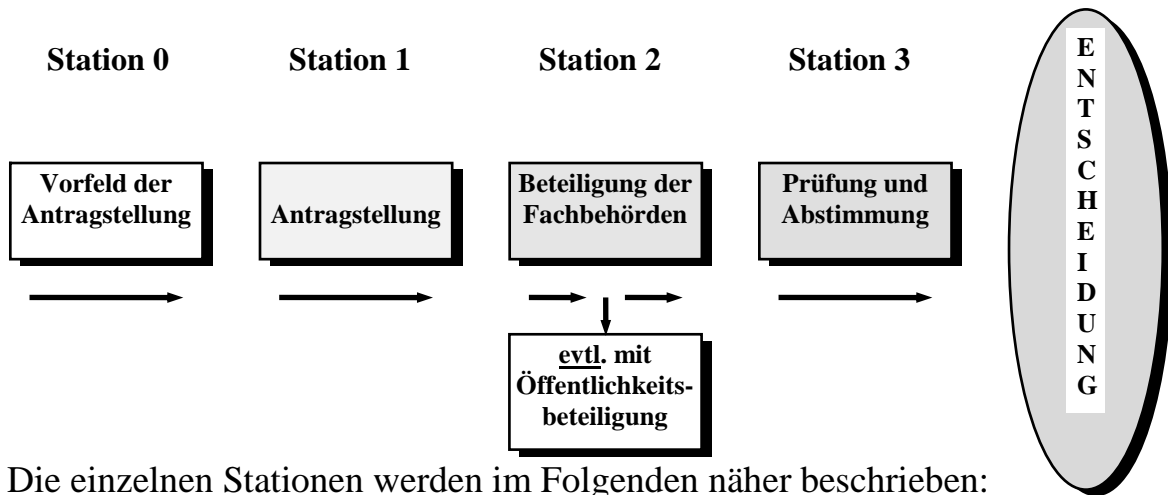 Station 0
Station 1
Station 2
Station 3
Vorfeld der
Antragstellung
Antragstellung
Beteiligung der
Fachbehörden
Prüfung und
Abstimmung
evtl. mit
Öffentlichkeits-
beteiligung
E
N
T
S
C
H
E
I
D
U
N
G
Die einzelnen Stationen werden im Folgenden näher beschrieben: